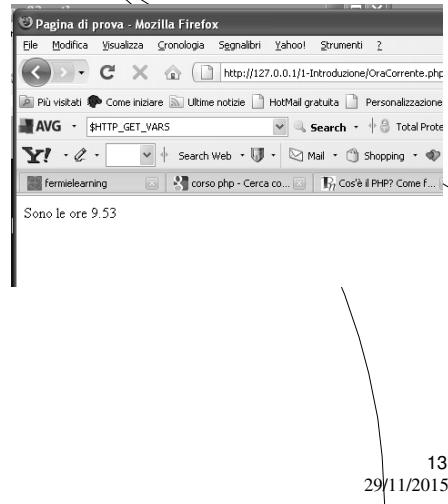 Pagina di prova - Mozilla Firefox
File Modifica Visualizza Cronologia Segnalibri Yahoo! Strumenti ?
http://127.0.0.1/1-Introduzione/OraCorrente.php
Più visitati Come iniziare Ultime notizie HotMail gratuita Personalizzazione
AVG $HTTP_GET_VARS Search Total Prote
Y! Search Web Mail Shopping
fermielearning corso php - Cerca co... Cos'è il PHP? Come f...
Sono le ore 9.53
13
29/11/2015